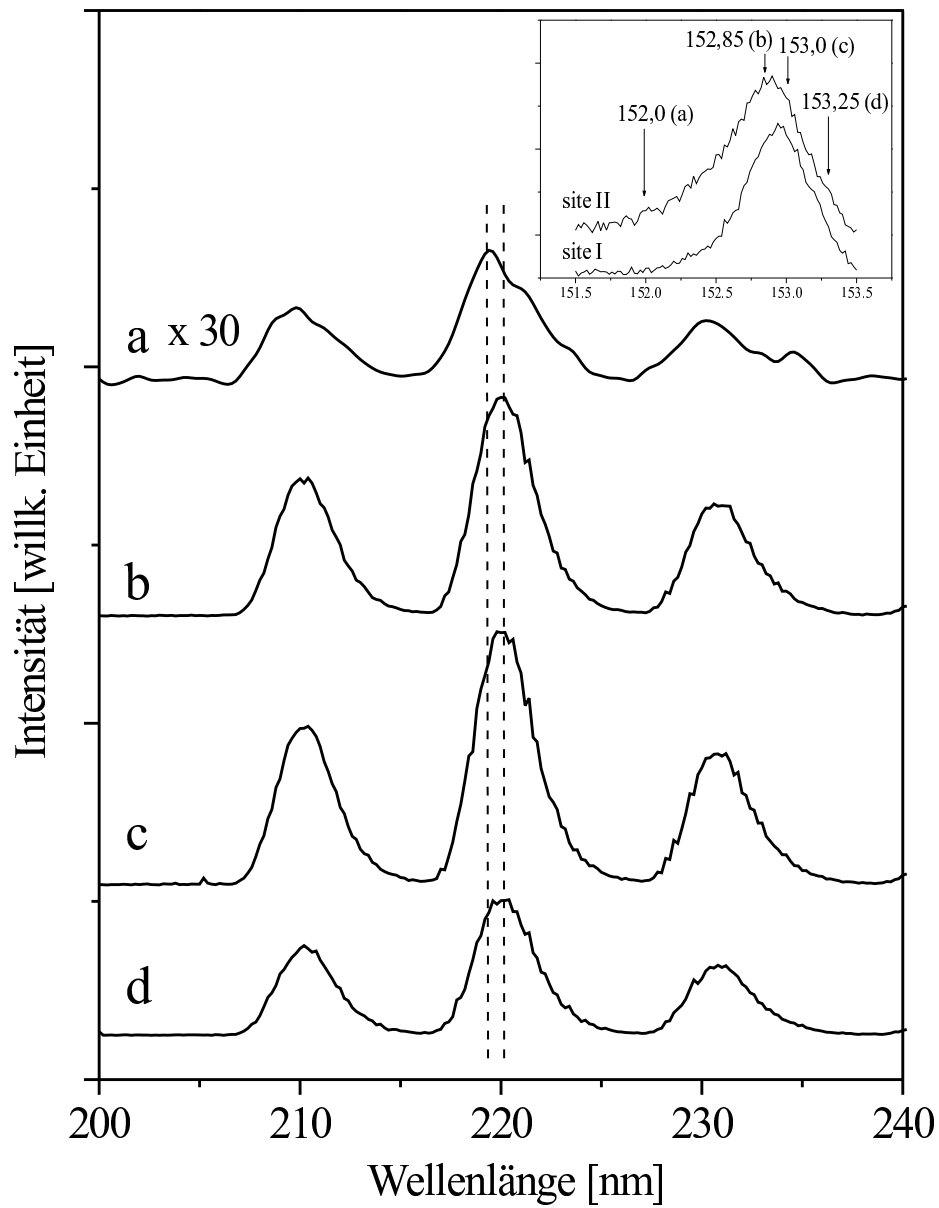 152,85 (b)
153,0 (c)
153,25 (d)
152,0 (a)
site II
site I
151.5 152.0 152.5 153.0 153.5
a x 30
b
c
d
Intensität [willk. Einheit]
200 210 220 230 240
Wellenlänge [nm]